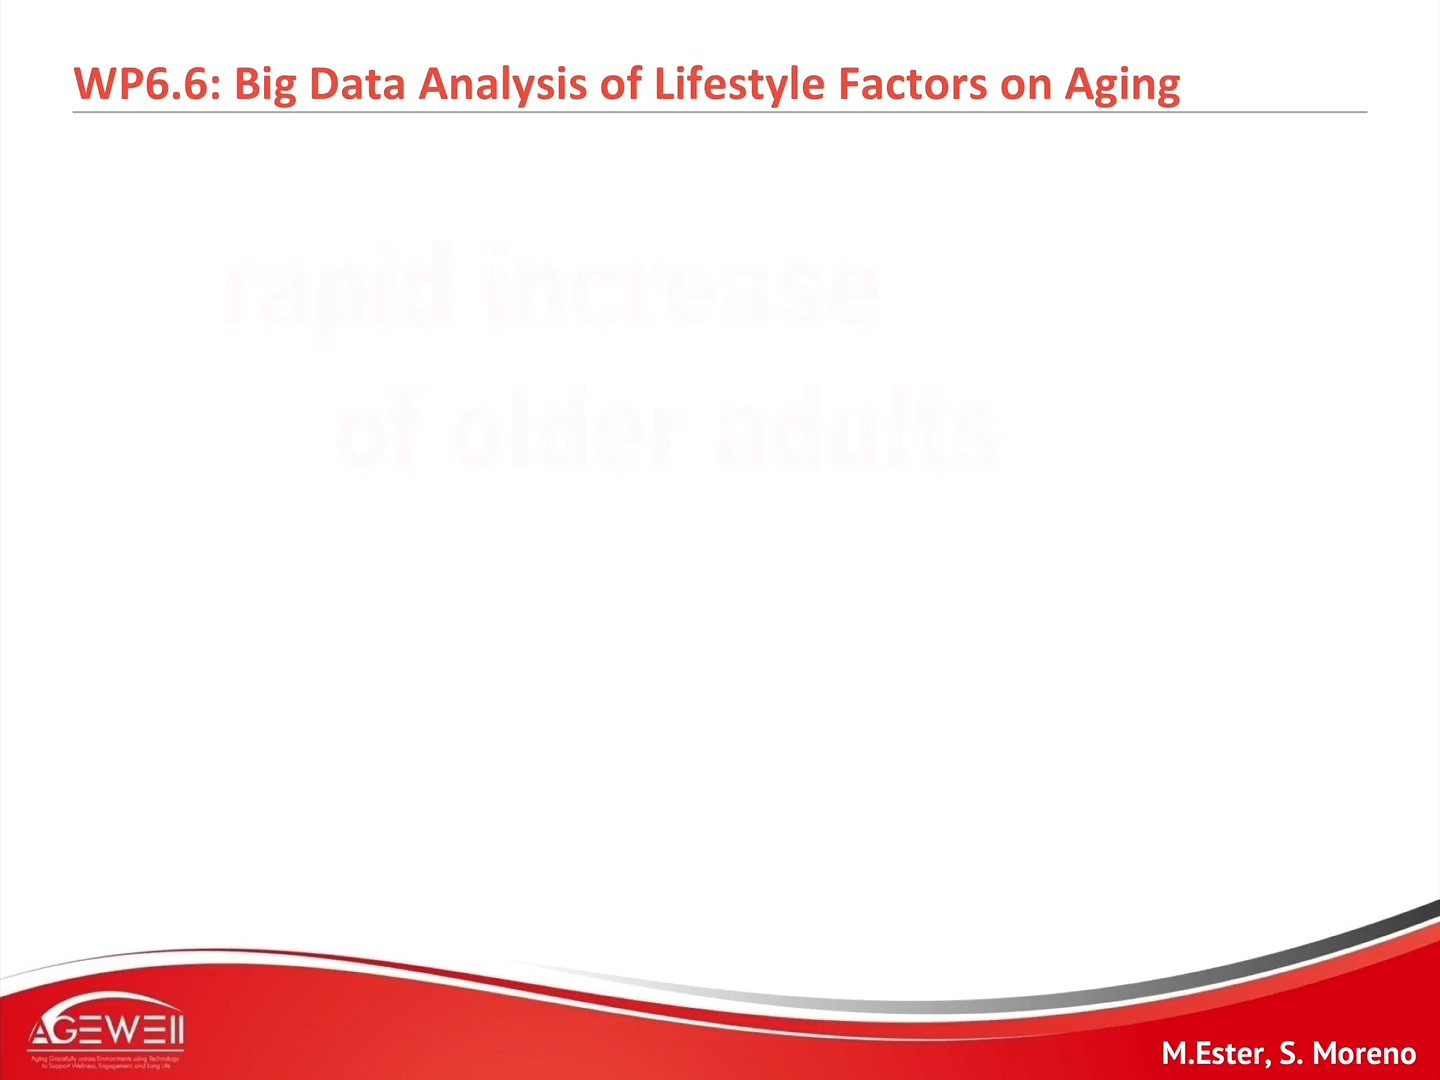 WP6.6: Big Data Analysis of Lifestyle Factors on Aging
rapid increase
of older adults
AGEWELL
Aging Gracefully across Environments using Technology
to Support Wellness, Engagement and Long Life
M.Ester, S. Moreno